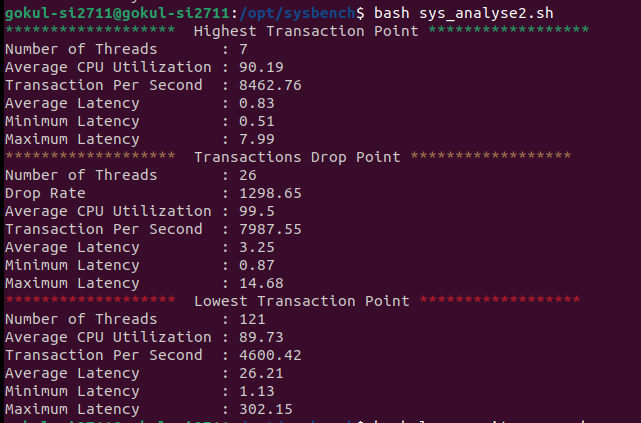 gokul-si2711@gokul-si2711:/opt/sysbench$ bash sys_analyse2.sh
******************* Highest Transaction Point ******************
Number of Threads : 7
Average CPU Utilization : 90.19
Transaction Per Second : 8462.76
Average Latency : 0.83
Minimum Latency : 0.51
Maximum Latency : 7.99
******************* Transactions Drop Point ******************
Number of Threads : 26
Drop Rate : 1298.65
Average CPU Utilization : 99.5
Transaction Per Second : 7987.55
Average Latency : 3.25
Minimum Latency : 0.87
Maximum Latency : 14.68
******************* Lowest Transaction Point ******************
Number of Threads : 121
Average CPU Utilization : 89.73
Transaction Per Second : 4600.42
Average Latency : 26.21
Minimum Latency : 1.13
Maximum Latency : 302.15